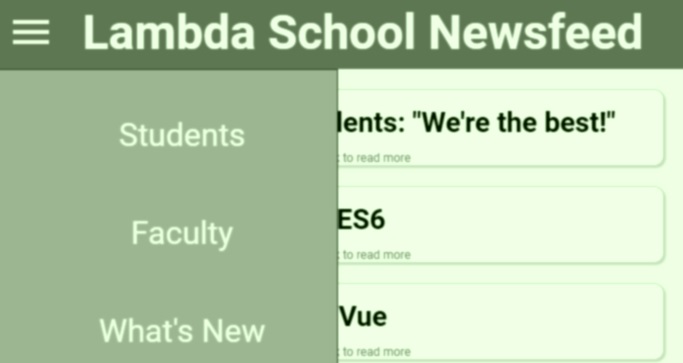 Lambda School Newsfeed
Students
Faculty
What's New
"We're the best!"
to read more
ES6
to read more
Vue
to read more